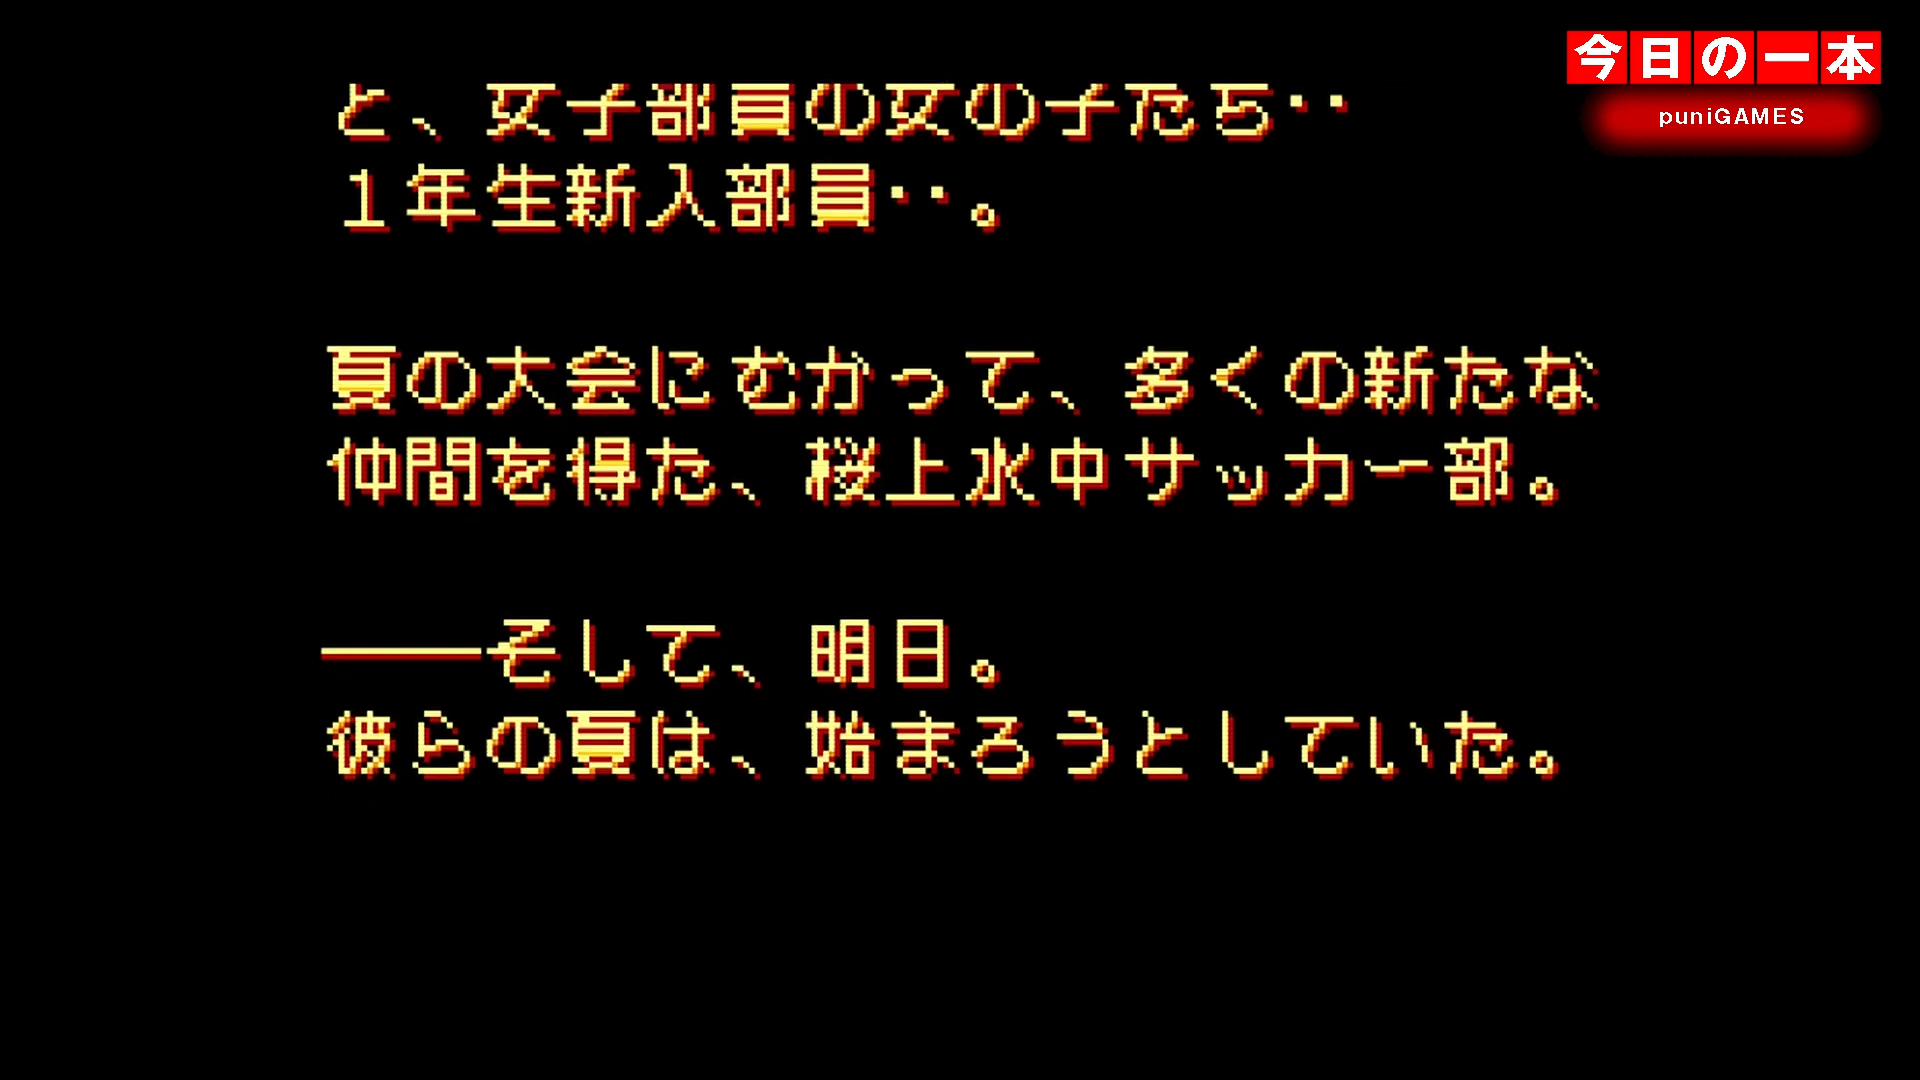 今日の一本
puniGAMES
と、女子部員の女の子たち‥
１年生新入部員‥。
夏の大会にむかって、多くの新たな
仲間を得た、桜上水中サッカー部。
――そして、明日。
彼らの夏は、始まろうとしていた。